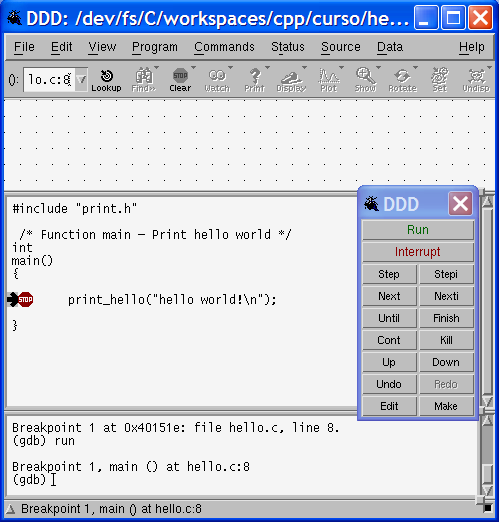 DDD: /dev/fs/C/workspaces/cpp/curso/he...
File Edit View Program Commands Status Source Data Help
(): lo.c:8 Lookup Find» Clear Watch Print Display Plot Show Rotate Set Undisp
#include "print.h"
/* Function main – Print hello world */
int
main()
{
STOP print_hello("hello world!\n");
}
DDD
Run
Interrupt
Step Stepi
Next Nexti
Until Finish
Cont Kill
Up Down
Undo Redo
Edit Make
Breakpoint 1 at 0x40151e: file hello.c, line 8.
(gdb) run
Breakpoint 1, main () at hello.c:8
(gdb)
Breakpoint 1, main () at hello.c:8